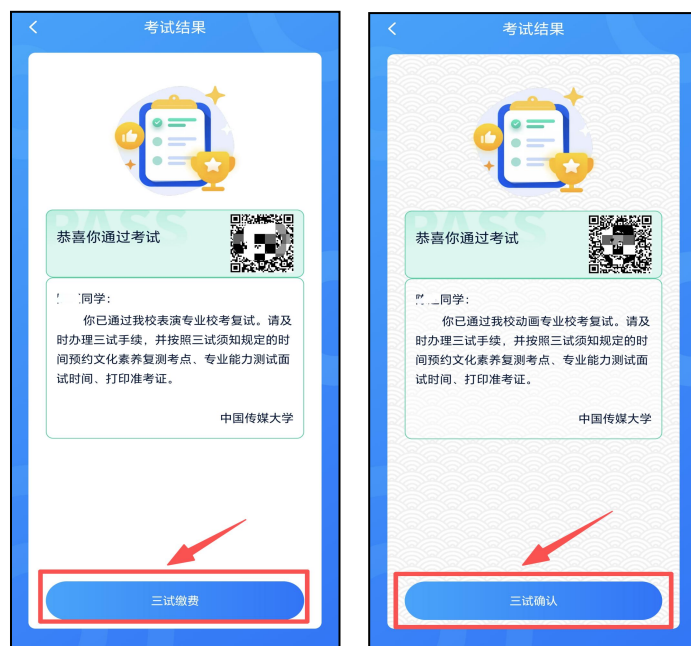 考试结果
PASS
恭喜你通过考试
同学：
你已通过我校表演专业校考复试。请及
时办理三试手续，并按照三试须知规定的时
间预约文化素养复测考点、专业能力测试面
试时间、打印准考证。
中国传媒大学
三试缴费
考试结果
PASS
恭喜你通过考试
同学：
你已通过我校动画专业校考复试。请及
时办理三试手续，并按照三试须知规定的时
间预约文化素养复测考点、专业能力测试面
试时间、打印准考证。
中国传媒大学
三试确认